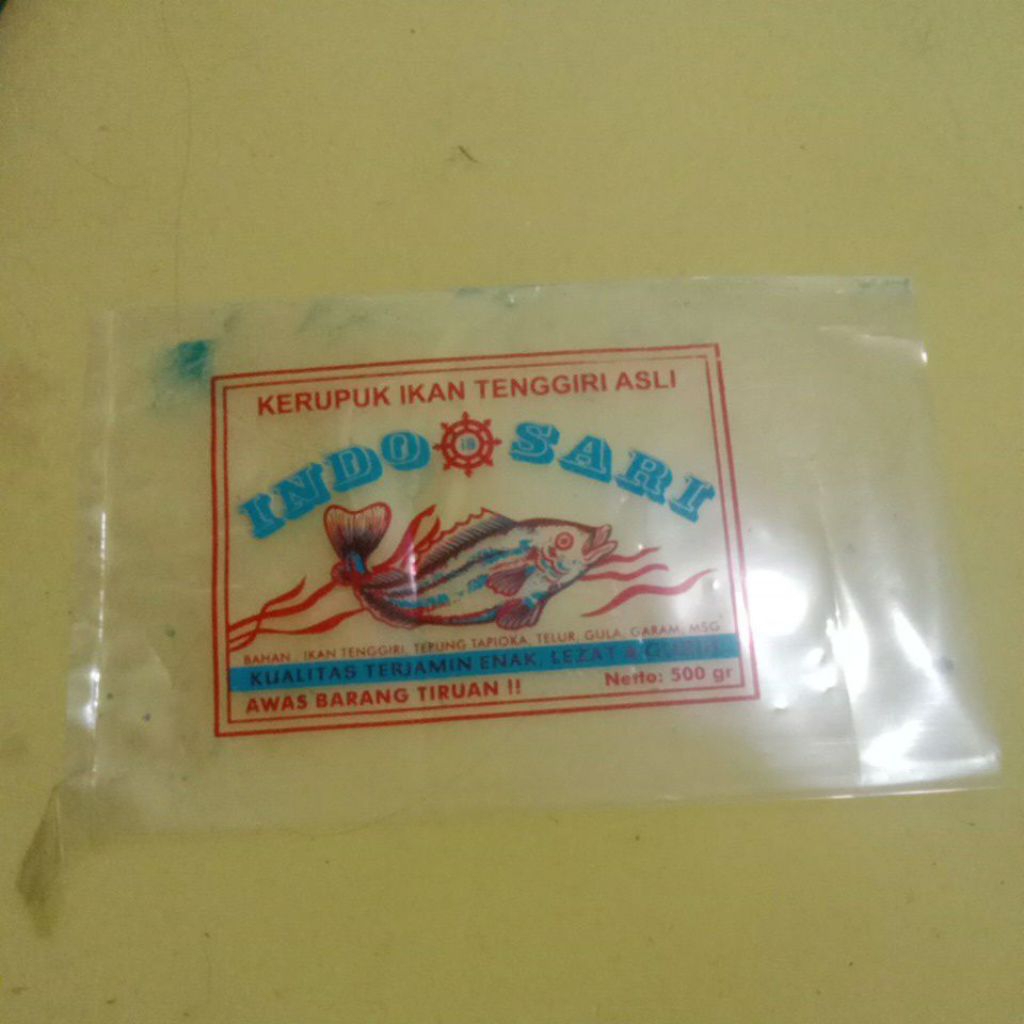 KERUPUK IKAN TENGGIRI ASLI
INDO SARI
BAHAN : IKAN TENGGIRI, TEPUNG TAPIOKA, TELUR, GULA, GARAM, MSG
KUALITAS TERJAMIN ENAK, LEZAT & GURIH
AWAS BARANG TIRUAN !!
Netto: 500 gr